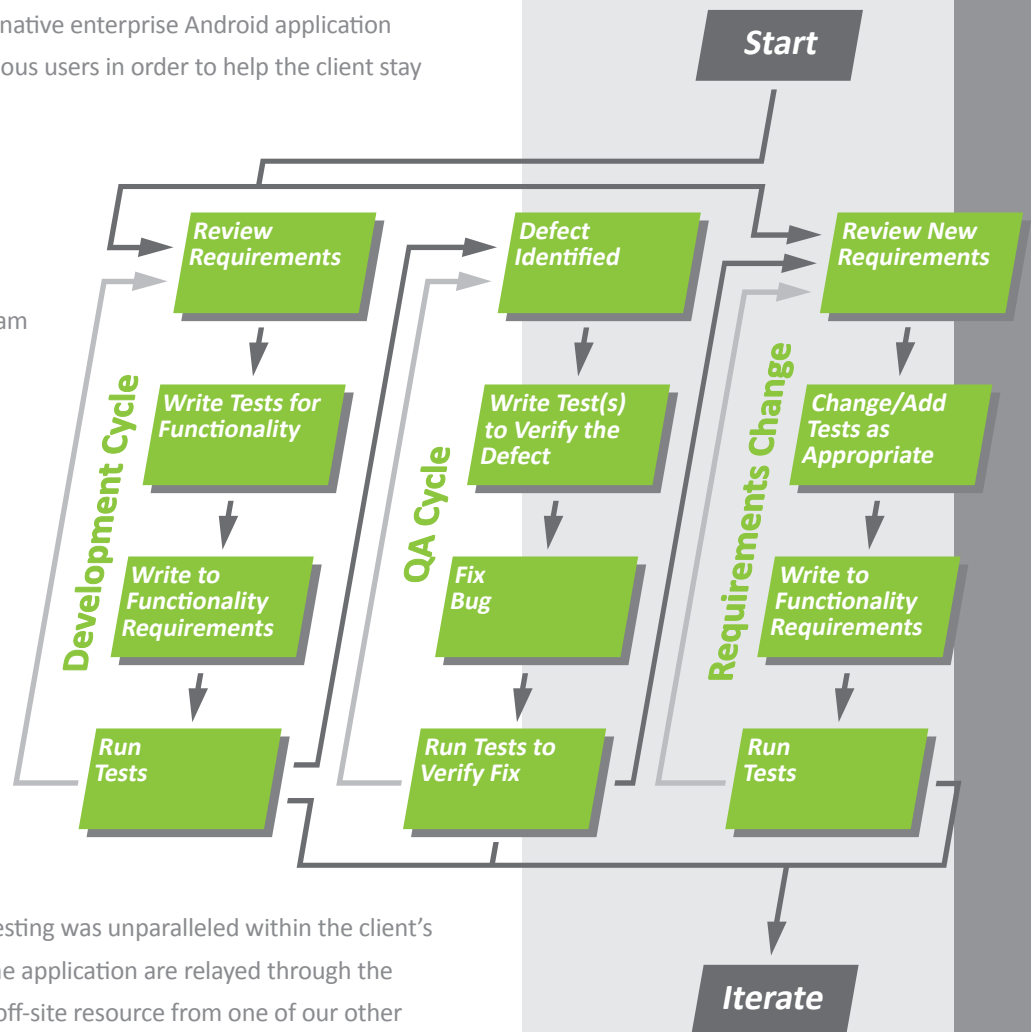 native enterprise Android application
ous users in order to help the client stay
Start
Review
Requirements
Defect
Identified
Review New
Requirements
am
Development Cycle
Write Tests for
Functionality
QA Cycle
Write Test(s)
to Verify the
Defect
Requirements Change
Change/Add
Tests as
Appropriate
Write to
Functionality
Requirements
Fix
Bug
Write to
Functionality
Requirements
Run
Tests
Run Tests to
Verify Fix
Run
Tests
esting was unparalleled within the client’s
ne application are relayed through the
off-site resource from one of our other
Iterate